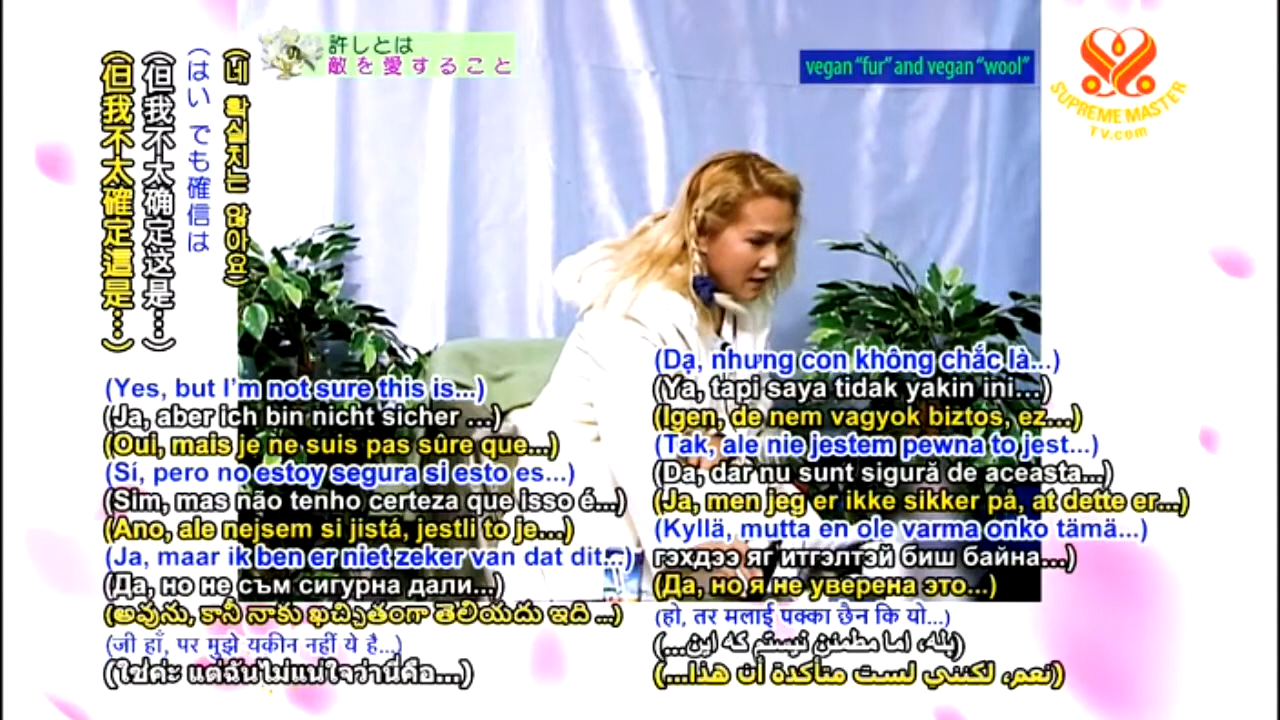 許しとは
敵を愛すること
vegan "fur" and vegan "wool"
SUPREME MASTER
TV.com
(네 확실치는 않아요)
(はい でも確信は
(但我不太确定这是…)
(但我不太確定這是…)
(Yes, but I'm not sure this is...)
(Ja, aber ich bin nicht sicher ...)
(Oui, mais je ne suis pas sûre que...)
(Sí, pero no estoy segura si esto es...)
(Sim, mas não tenho certeza que isso é...)
(Ano, ale nejsem si jistá, jestli to je...)
(Ja, maar ik ben er niet zeker van dat dit...)
(Да, но не съм сигурна дали...)
(అవును, కానీ నాకు ఖచ్చితంగా తెలియదు ఇది ...)
(जी हाँ, पर मुझे यकीन नहीं ये है...)
(ใช่ค่ะ แต่ฉันไม่แน่ใจว่านี่คือ...)
(Dạ, nhưng con không chắc là...)
(Ya, tapi saya tidak yakin ini...)
(Igen, de nem vagyok biztos, ez...)
(Tak, ale nie jestem pewna to jest...)
(Da, dar nu sunt sigură de aceasta...)
(Ja, men jeg er ikke sikker på, at dette er...)
(Kyllä, mutta en ole varma onko tämä...)
гэхдээ яг итгэлтэй биш байна...)
(Да, но я не уверена это...)
(हो, तर मलाई पक्का छैन कि यो...)
(بله، اما مطمئن نیستم که این...)
(نعم، لكنني لست متأكدة أن هذا...)